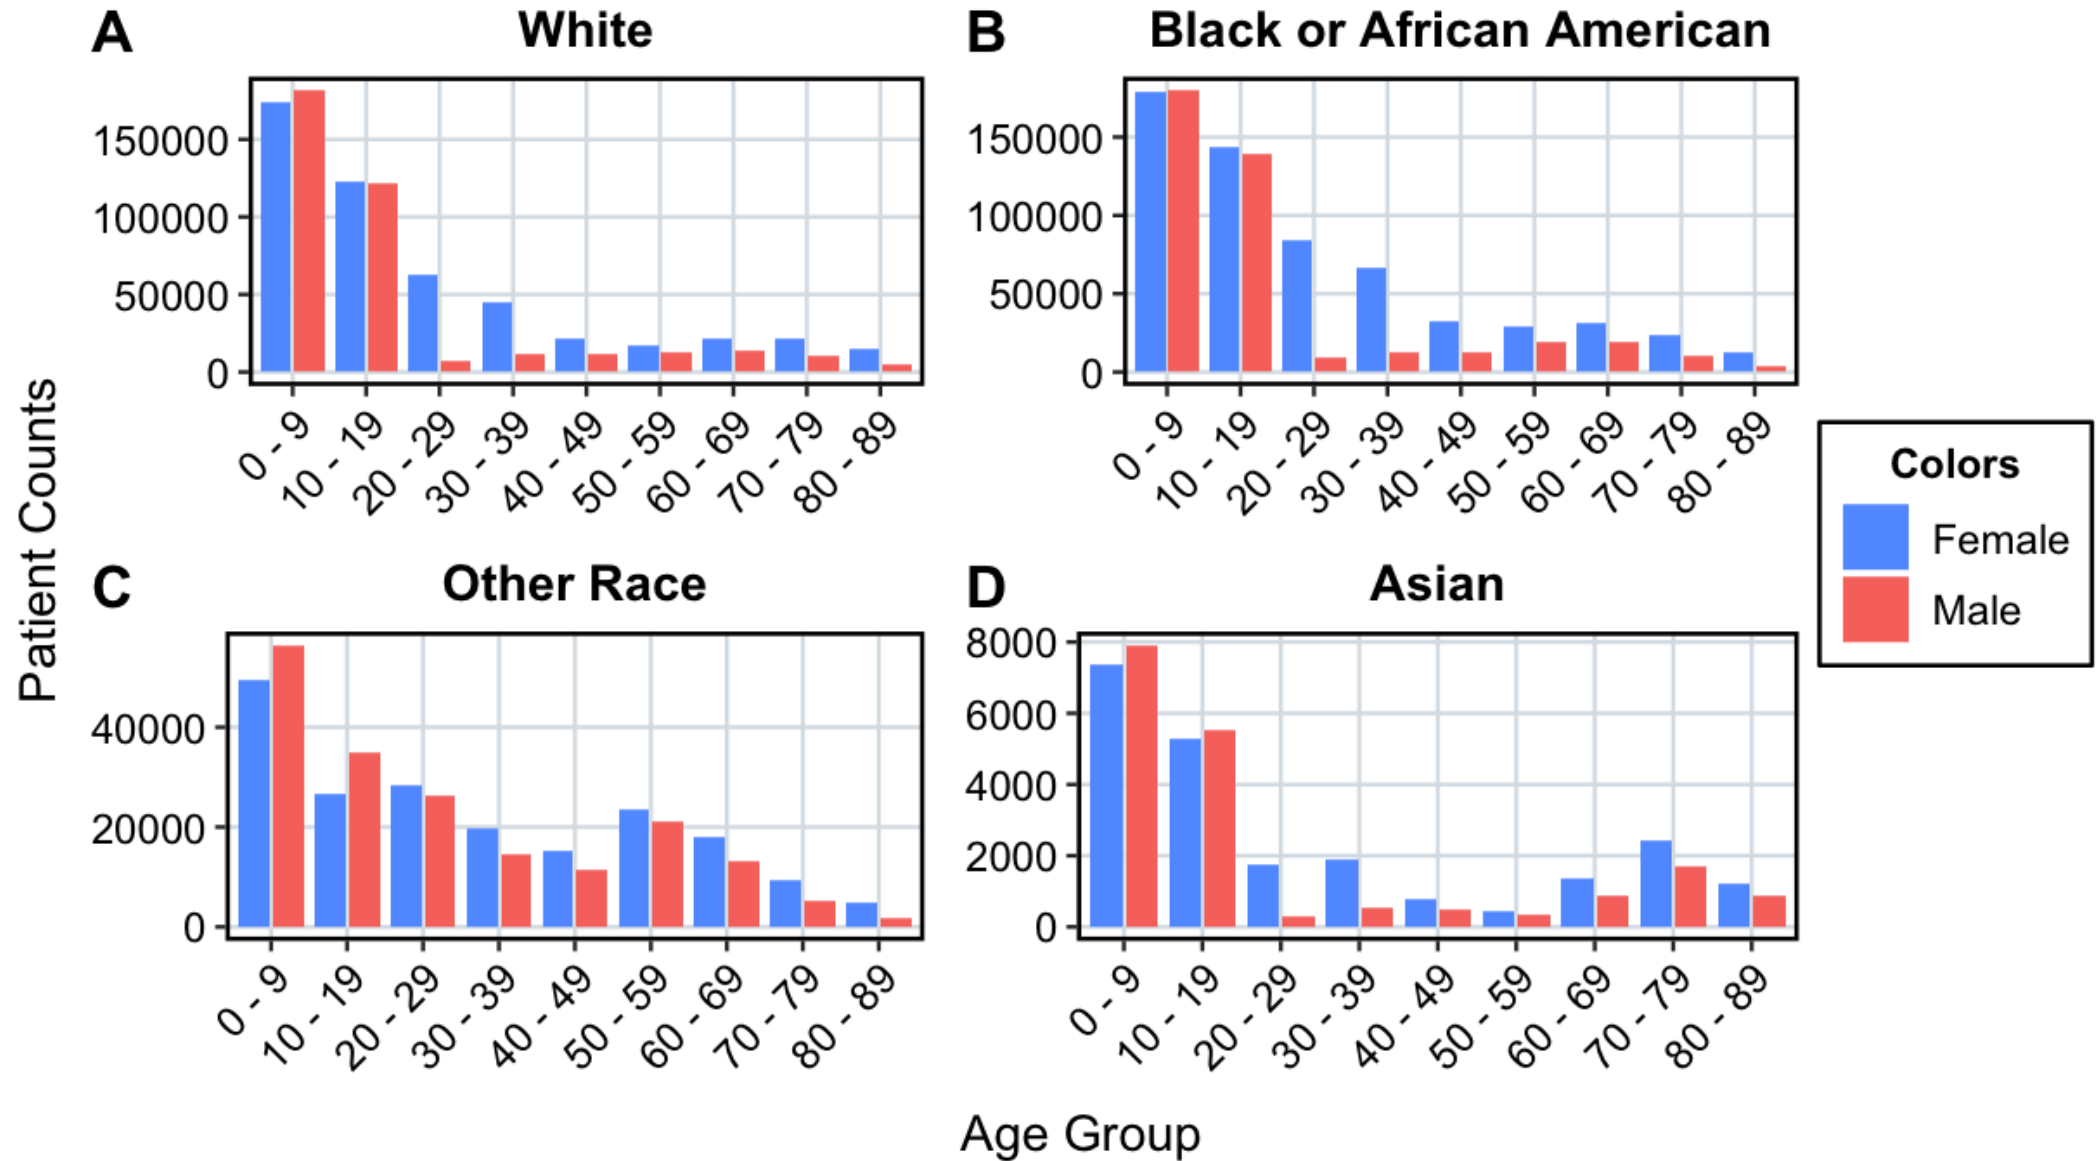 A White
150000
100000
50000
0
0 - 9
10 - 19
20 - 29
30 - 39
40 - 49
50 - 59
60 - 69
70 - 79
80 - 89
B Black or African American
150000
100000
50000
0
0 - 9
10 - 19
20 - 29
30 - 39
40 - 49
50 - 59
60 - 69
70 - 79
80 - 89
Patient Counts
Colors
Female
Male
C Other Race
40000
20000
0
0 - 9
10 - 19
20 - 29
30 - 39
40 - 49
50 - 59
60 - 69
70 - 79
80 - 89
D Asian
8000
6000
4000
2000
0
0 - 9
10 - 19
20 - 29
30 - 39
40 - 49
50 - 59
60 - 69
70 - 79
80 - 89
Age Group